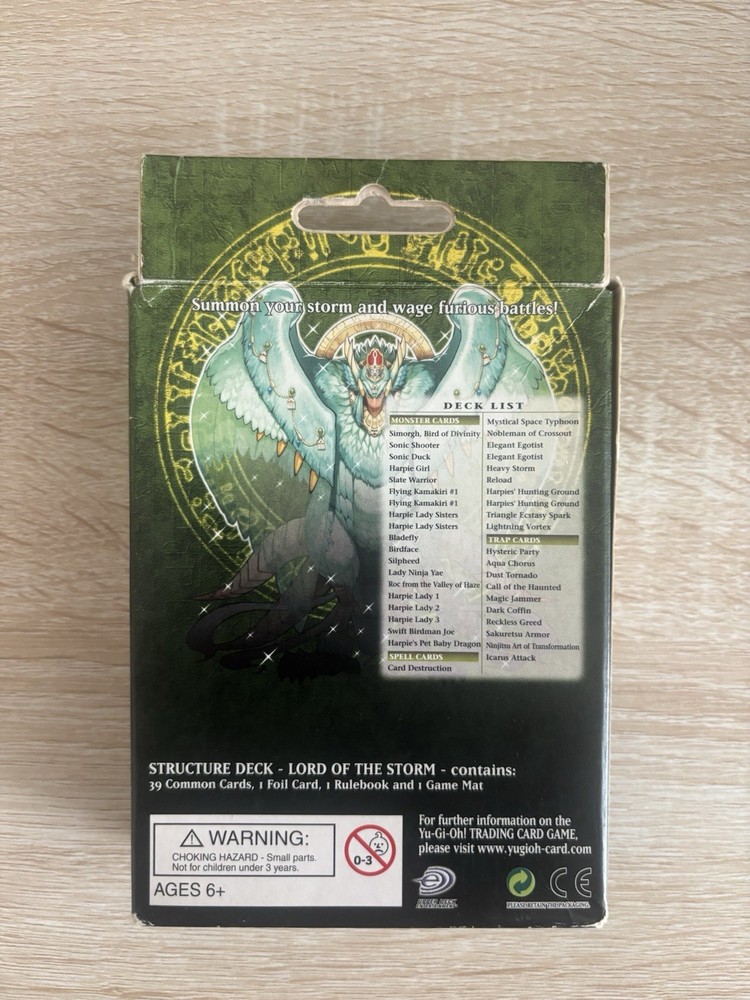 Summon your storm and wage furious battles!
DECK LIST
MONSTER CARDS
Simorgh, Bird of Divinity
Sonic Shooter
Sonic Duck
Harpie Girl
Slate Warrior
Flying Kamakiri #1
Flying Kamakiri #1
Harpie Lady Sisters
Harpie Lady Sisters
Bladefly
Birdface
Silpheed
Lady Ninja Yae
Roc from the Valley of Haze
Harpie Lady 1
Harpie Lady 2
Harpie Lady 3
Swift Birdman Joe
Harpie's Pet Baby Dragon
SPELL CARDS
Card Destruction
Mystical Space Typhoon
Nobleman of Crossout
Elegant Egotist
Elegant Egotist
Heavy Storm
Reload
Harpies' Hunting Ground
Harpies' Hunting Ground
Triangle Ecstasy Spark
Lightning Vortex
TRAP CARDS
Hysteric Party
Aqua Chorus
Dust Tornado
Call of the Haunted
Magic Jammer
Dark Coffin
Reckless Greed
Sakuretsu Armor
Ninjitsu Art of Transformation
Icarus Attack
STRUCTURE DECK - LORD OF THE STORM - contains:
39 Common Cards, 1 Foil Card, 1 Rulebook and 1 Game Mat
WARNING:
CHOKING HAZARD - Small parts.
Not for children under 3 years.
0-3
AGES 6+
For further information on the
Yu-Gi-Oh! TRADING CARD GAME,
please visit www.yugioh-card.com
UPPER DECK
ENTERTAINMENT
CE
PLEASE RETAIN THE PACKAGING